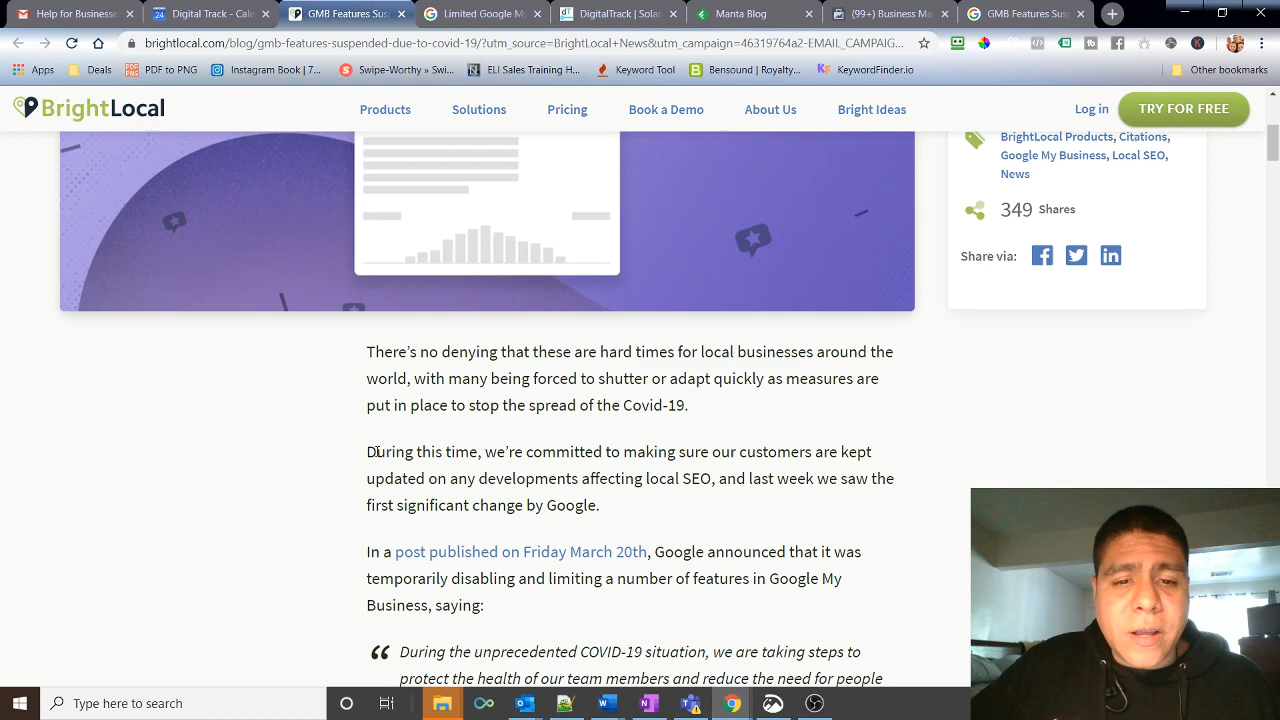 Help for Businesse
24
Digital Track - Cale
GMB Features Sus
Limited Google My
dT
DigitalTrack | Solar
Manta Blog
(99+) Business Ma
GMB Features Sus
brightlocal.com/blog/gmb-features-suspended-due-to-covid-19/?utm_source=BrightLocal+News&utm_campaign=46319764a2-EMAIL_CAMPAIG...
Apps
Deals
PDF to PNG
Instagram Book | 7...
Swipe-Worthy » Swi...
ELI Sales Training H...
Keyword Tool
Bensound | Royalty...
KeywordFinder.io
Other bookmarks
BrightLocal
Products
Solutions
Pricing
Book a Demo
About Us
Bright Ideas
Log in
TRY FOR FREE
BrightLocal Products, Citations,
Google My Business, Local SEO,
News
349 Shares
Share via:
There's no denying that these are hard times for local businesses around the
world, with many being forced to shutter or adapt quickly as measures are
put in place to stop the spread of the Covid-19.
During this time, we're committed to making sure our customers are kept
updated on any developments affecting local SEO, and last week we saw the
first significant change by Google.
In a post published on Friday March 20th, Google announced that it was
temporarily disabling and limiting a number of features in Google My
Business, saying:
“ During the unprecedented COVID-19 situation, we are taking steps to
protect the health of our team members and reduce the need for people
Type here to search